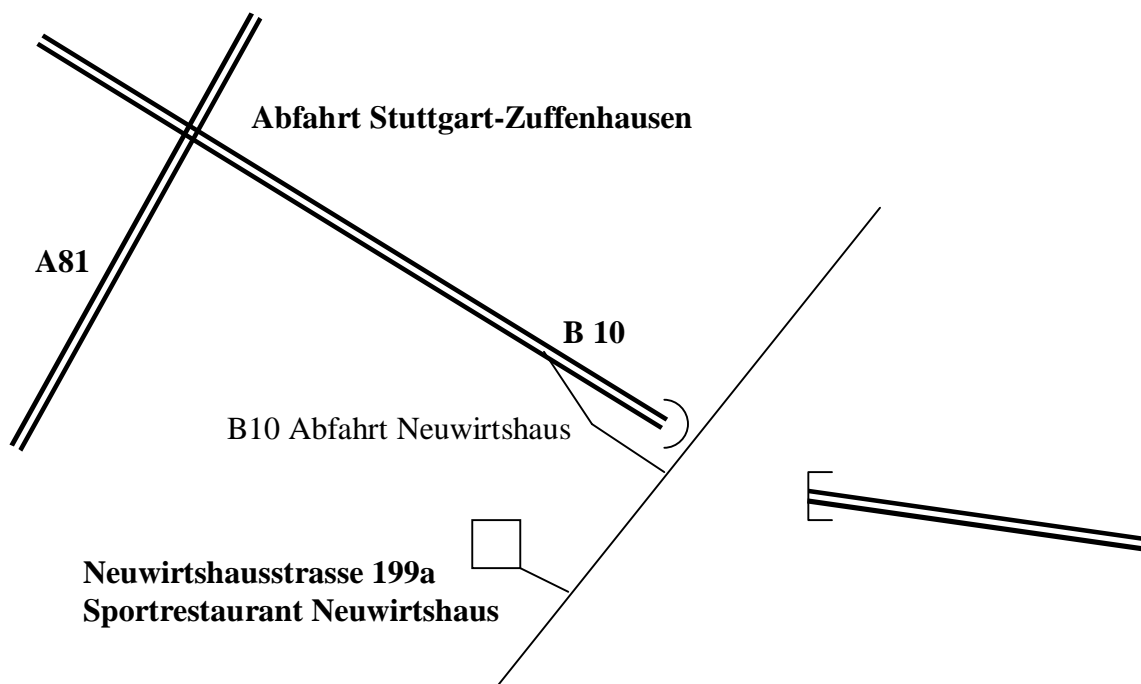 Abfahrt Stuttgart-Zuffenhausen
A81
B 10
B10 Abfahrt Neuwirtshaus
Neuwirtshausstrasse 199a
Sportrestaurant Neuwirtshaus